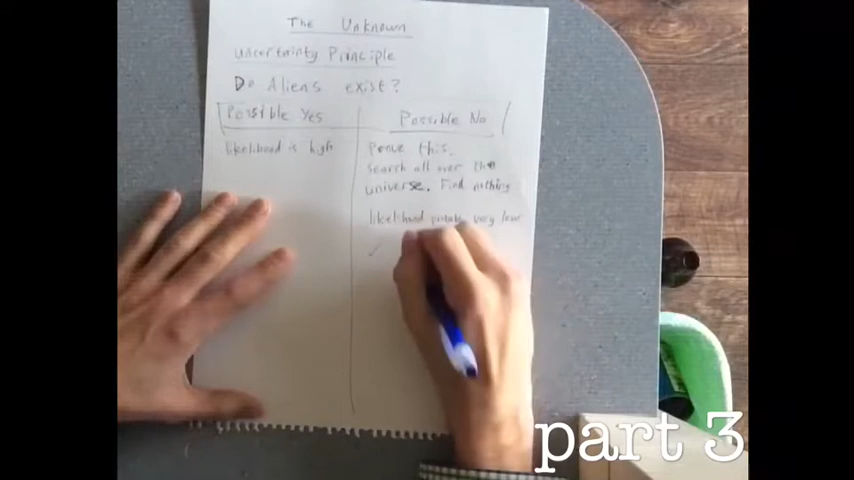 The Unknown
Uncertainty Principle
Do Aliens exist?
Possible Yes
Possible No
likelihood is high
Prove this.
search all over the
universe. Find nothing
likelihood very low
part 3